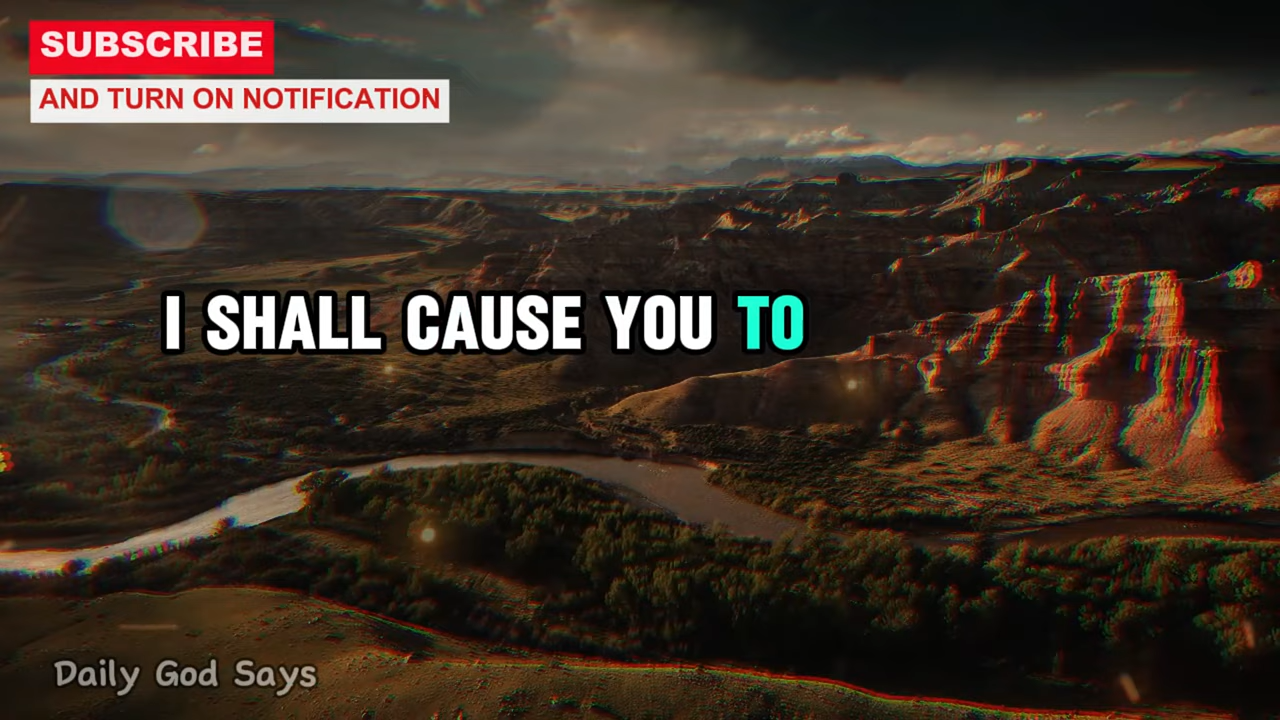 SUBSCRIBE
AND TURN ON NOTIFICATION
I SHALL CAUSE YOU TO
Daily God Says